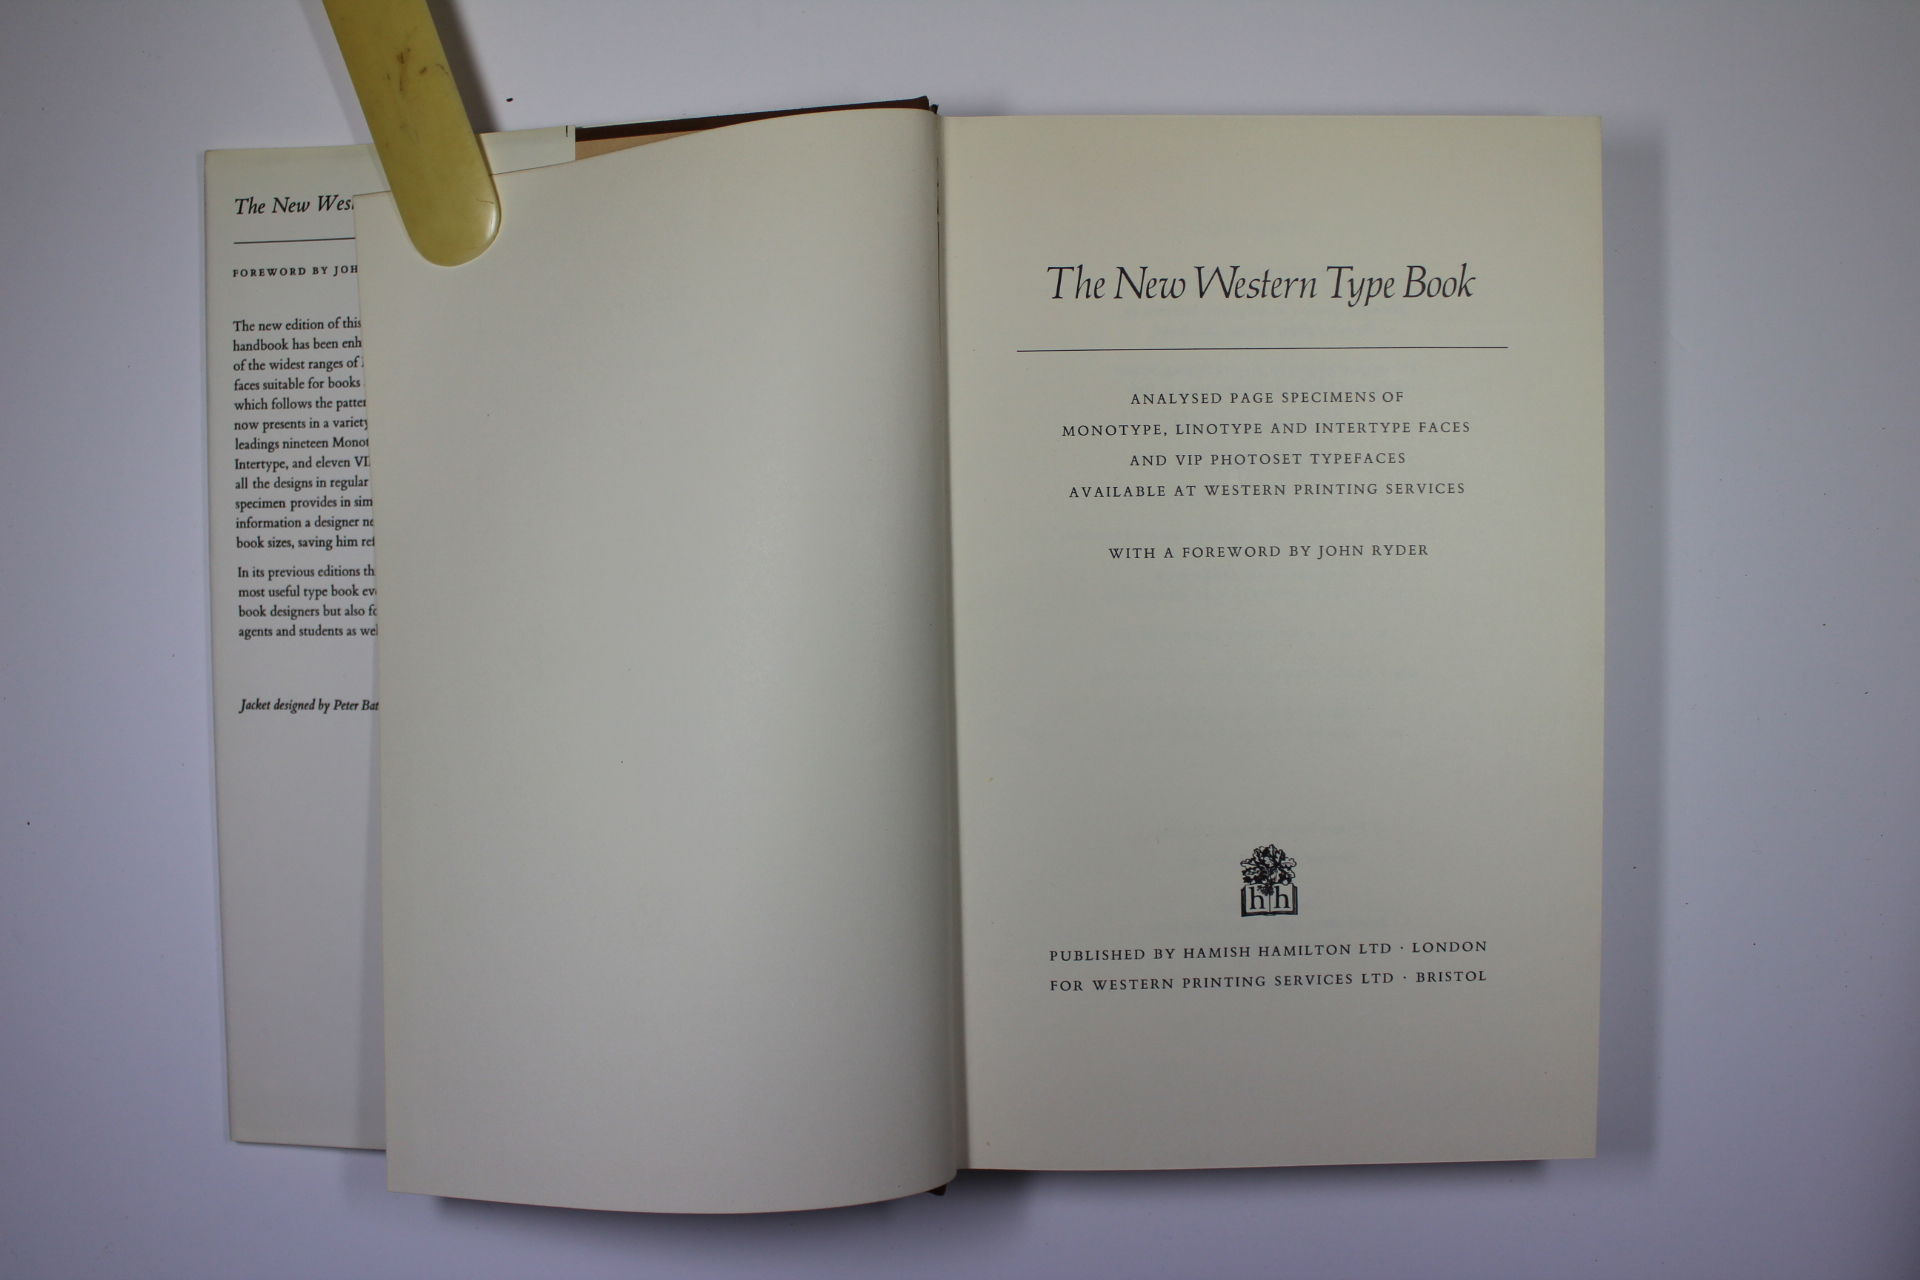 The New Wes
FOREWORD BY JOH
The new edition of this
handbook has been enh
of the widest ranges of
faces suitable for books
which follows the patter
now presents in a variety
leadings nineteen Monot
Intertype, and eleven VI
all the designs in regular
specimen provides in sim
information a designer ne
book sizes, saving him ref
In its previous editions th
most useful type book ev
book designers but also fo
agents and students as wel
Jacket designed by Peter Bat
The New Western Type Book
ANALYSED PAGE SPECIMENS OF
MONOTYPE, LINOTYPE AND INTERTYPE FACES
AND VIP PHOTOSET TYPEFACES
AVAILABLE AT WESTERN PRINTING SERVICES
WITH A FOREWORD BY JOHN RYDER
h h
PUBLISHED BY HAMISH HAMILTON LTD · LONDON
FOR WESTERN PRINTING SERVICES LTD · BRISTOL